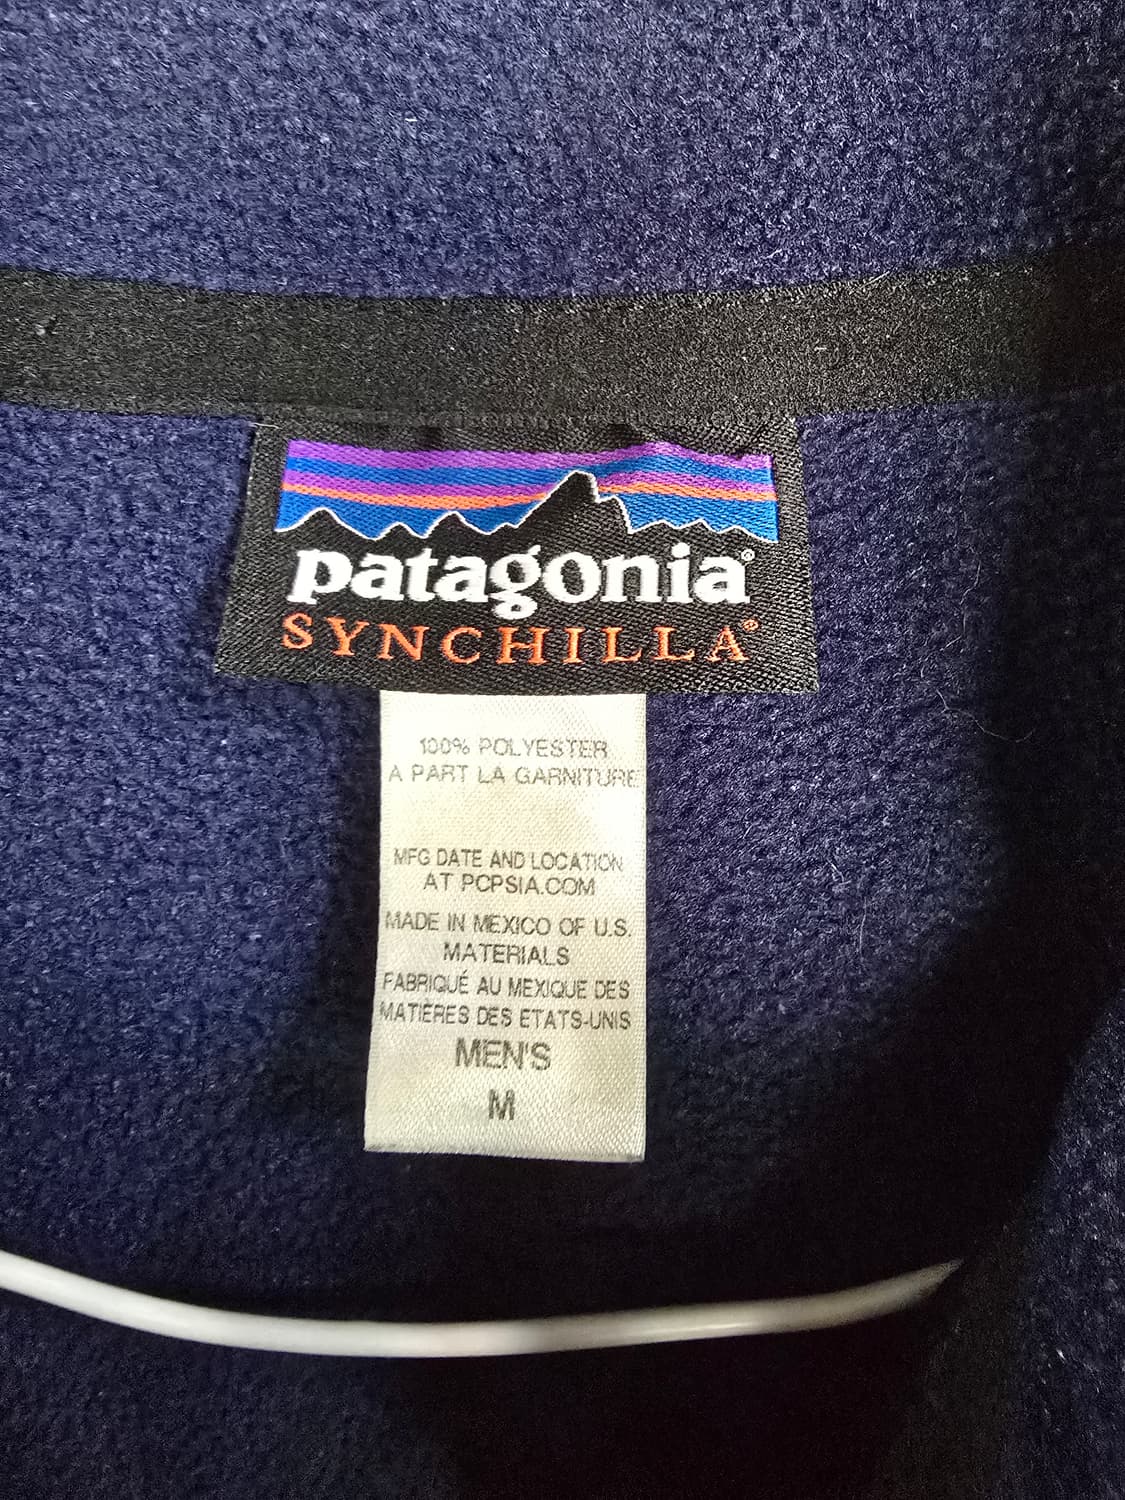 patagonia®
SYNCHILLA®
100% POLYESTER
A PART LA GARNITURE
MFG DATE AND LOCATION
AT PCPSIA.COM
MADE IN MEXICO OF U.S.
MATERIALS
FABRIQUÉ AU MEXIQUE DES
MATIERES DES ETATS-UNIS
MEN'S
M